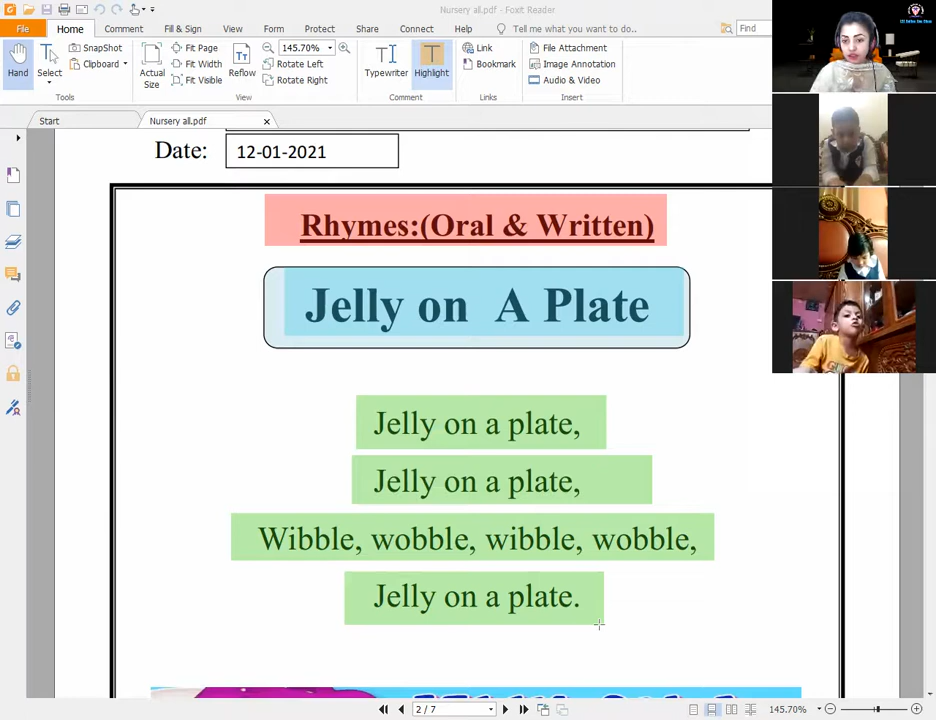 Nursery all.pdf - Foxit Reader
File Home Comment Fill & Sign View Form Protect Share Connect Help Tell me what you want to do.. Find
Hand
Select
SnapShot
Clipboard
Tools
Actual Size
Fit Page
Fit Width
Fit Visible
Reflow
145.70%
Rotate Left
Rotate Right
View
Typewriter
Highlight
Comment
Link
Bookmark
Links
File Attachment
Image Annotation
Audio & Video
Insert
Start Nursery all.pdf
Date: 12-01-2021
Rhymes:(Oral & Written)
Jelly on A Plate
Jelly on a plate,
Jelly on a plate,
Wibble, wobble, wibble, wobble,
Jelly on a plate.
2 / 7 145.70%